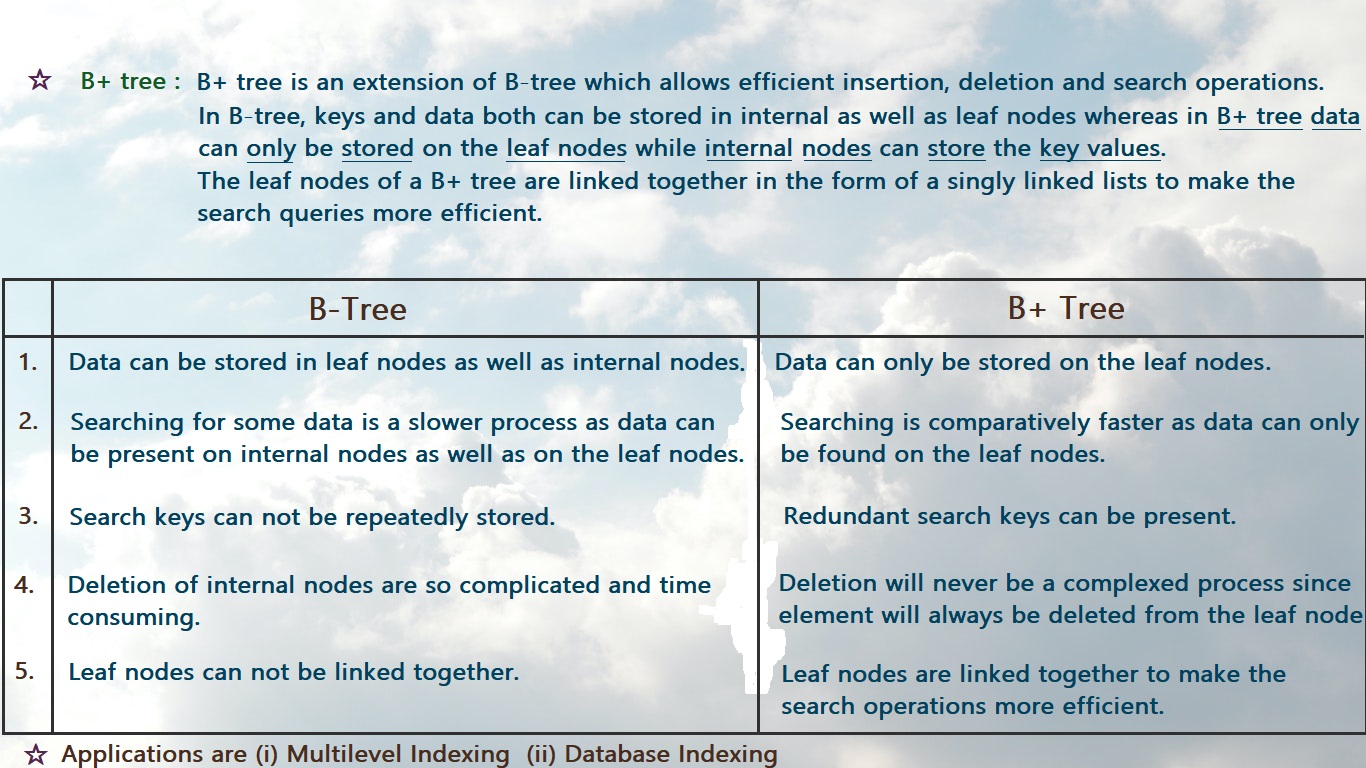 ☆ B+ tree : B+ tree is an extension of B-tree which allows efficient insertion, deletion and search operations.
In B-tree, keys and data both can be stored in internal as well as leaf nodes whereas in B+ tree data
can only be stored on the leaf nodes while internal nodes can store the key values.
The leaf nodes of a B+ tree are linked together in the form of a singly linked lists to make the
search queries more efficient.
B-Tree B+ Tree
1. Data can be stored in leaf nodes as well as internal nodes. Data can only be stored on the leaf nodes.
2. Searching for some data is a slower process as data can Searching is comparatively faster as data can only
be present on internal nodes as well as on the leaf nodes. be found on the leaf nodes.
3. Search keys can not be repeatedly stored. Redundant search keys can be present.
4. Deletion of internal nodes are so complicated and time Deletion will never be a complexed process since
consuming. element will always be deleted from the leaf node
5. Leaf nodes can not be linked together. Leaf nodes are linked together to make the
search operations more efficient.
☆ Applications are (i) Multilevel Indexing (ii) Database Indexing